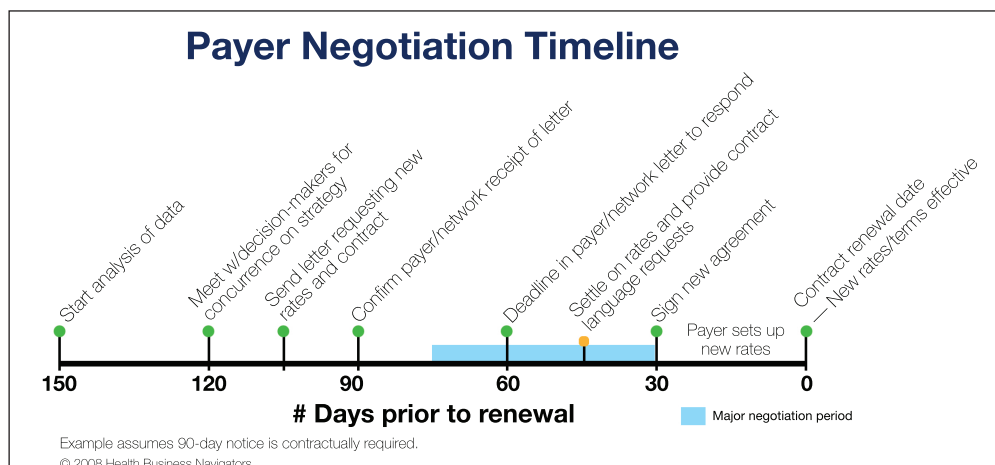 Payer Negotiation Timeline
Start analysis of data
Meet w/decision-makers for
concurrence on strategy
Send letter requesting new
rates and contract
Confirm payer/network receipt of letter
Deadline in payer/network letter to respond
Settle on rates and provide contract
language requests
Sign new agreement
Payer sets up
new rates
Contract renewal date
— New rates/terms effective
150
120
90
60
30
0
# Days prior to renewal
Major negotiation period
Example assumes 90-day notice is contractually required.
© 2008 Health Business Navigators